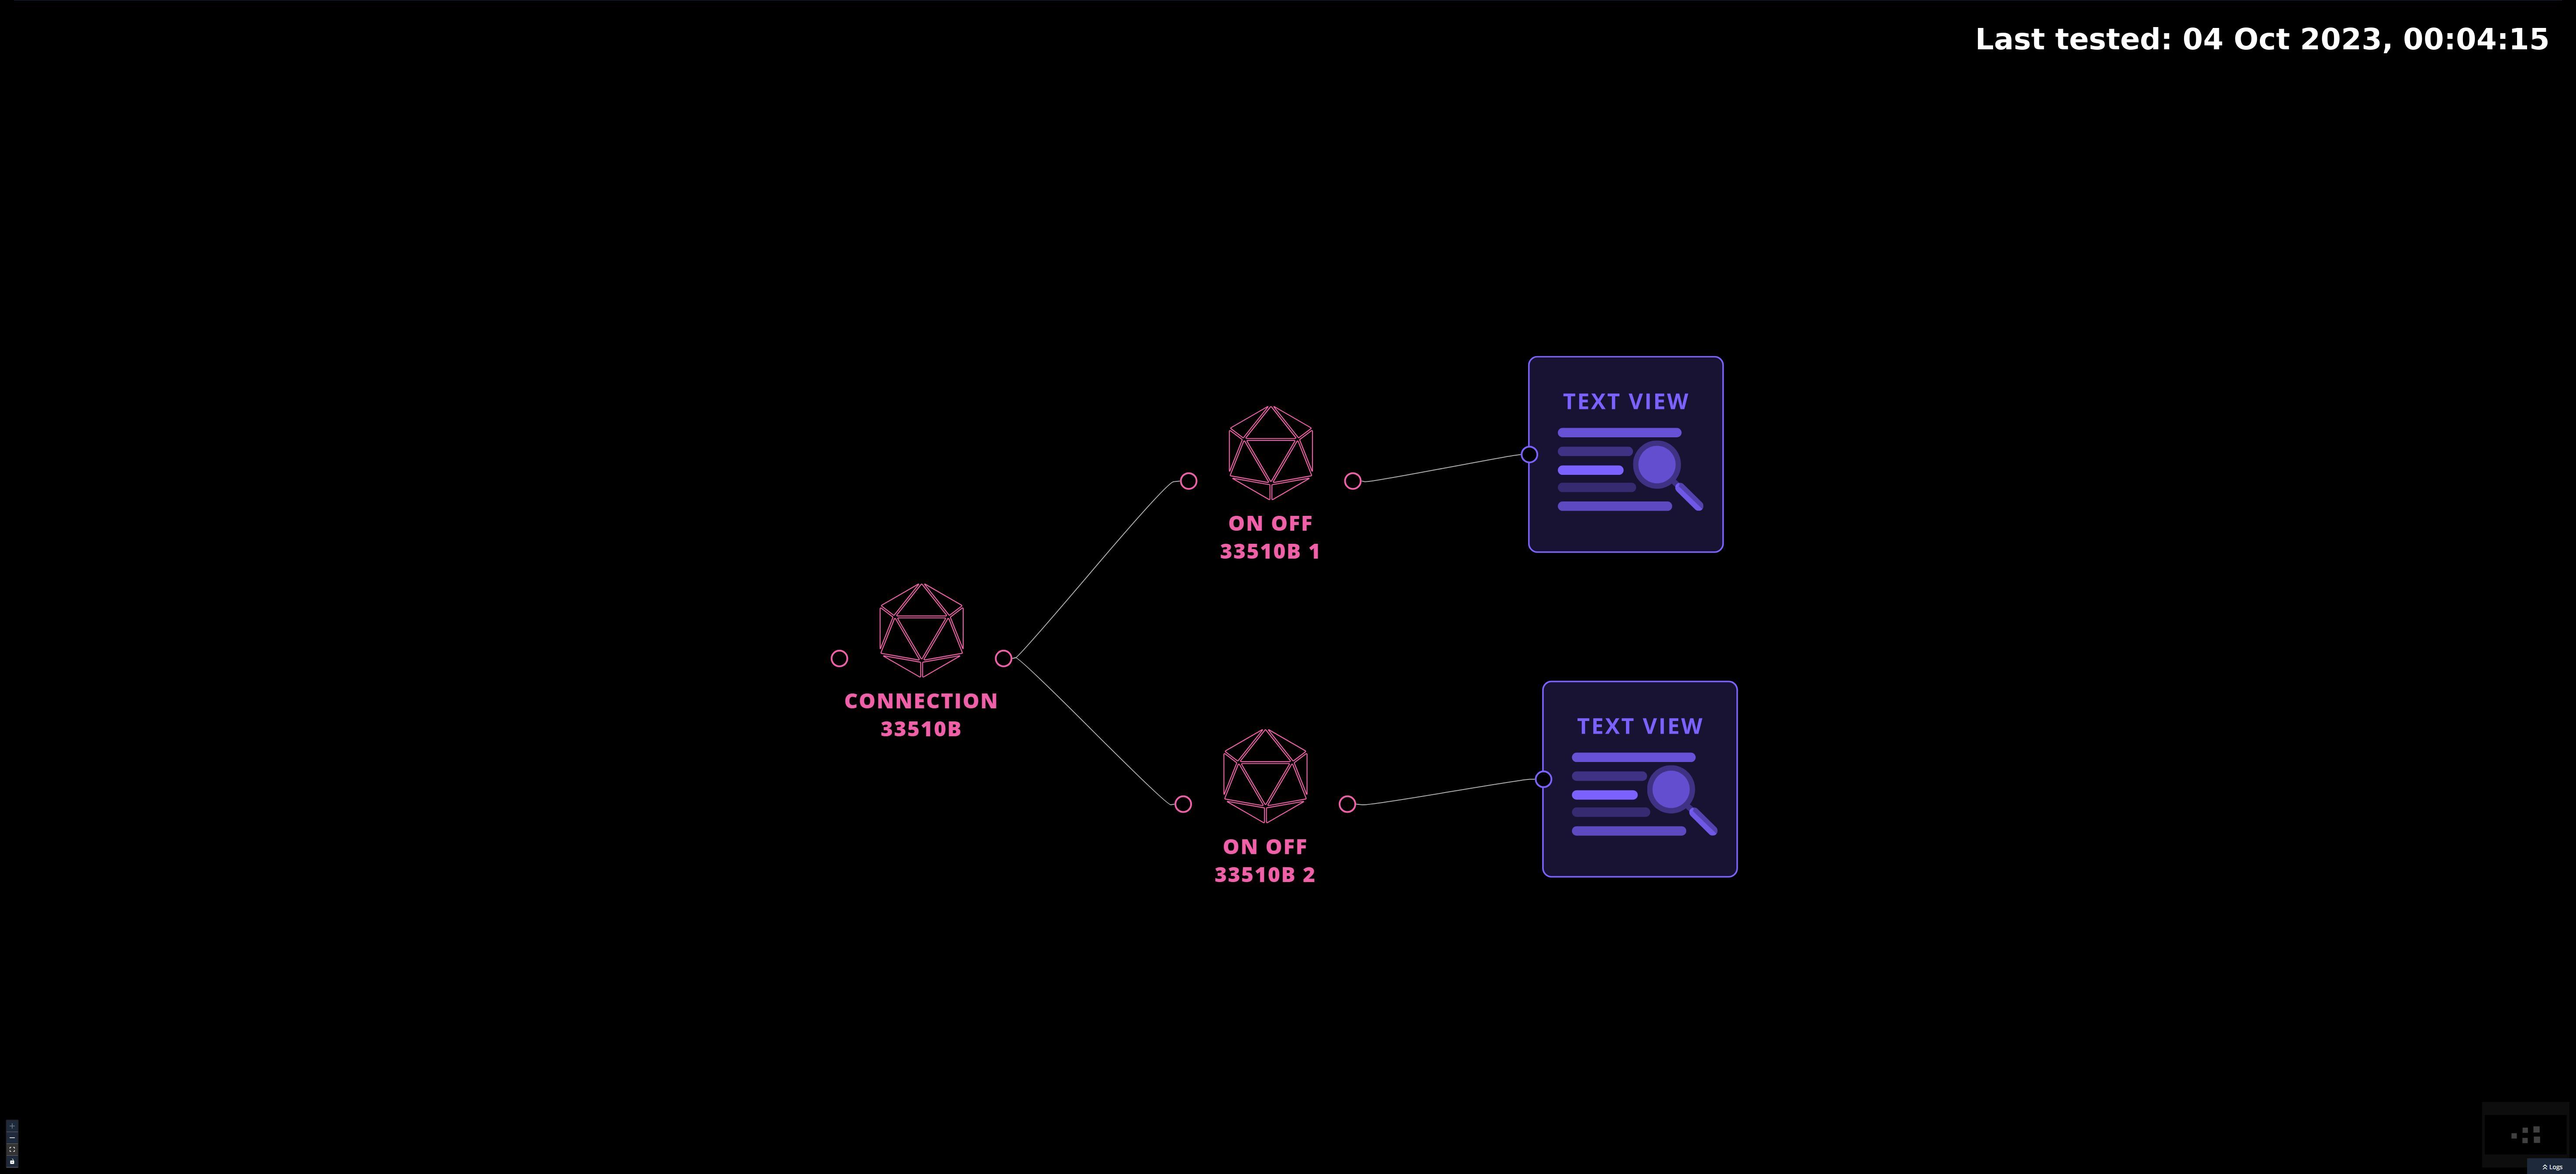 Last tested: 04 Oct 2023, 00:04:15
TEXT VIEW
ON OFF
33510B 1
CONNECTION
33510B
TEXT VIEW
ON OFF
33510B 2
Logs